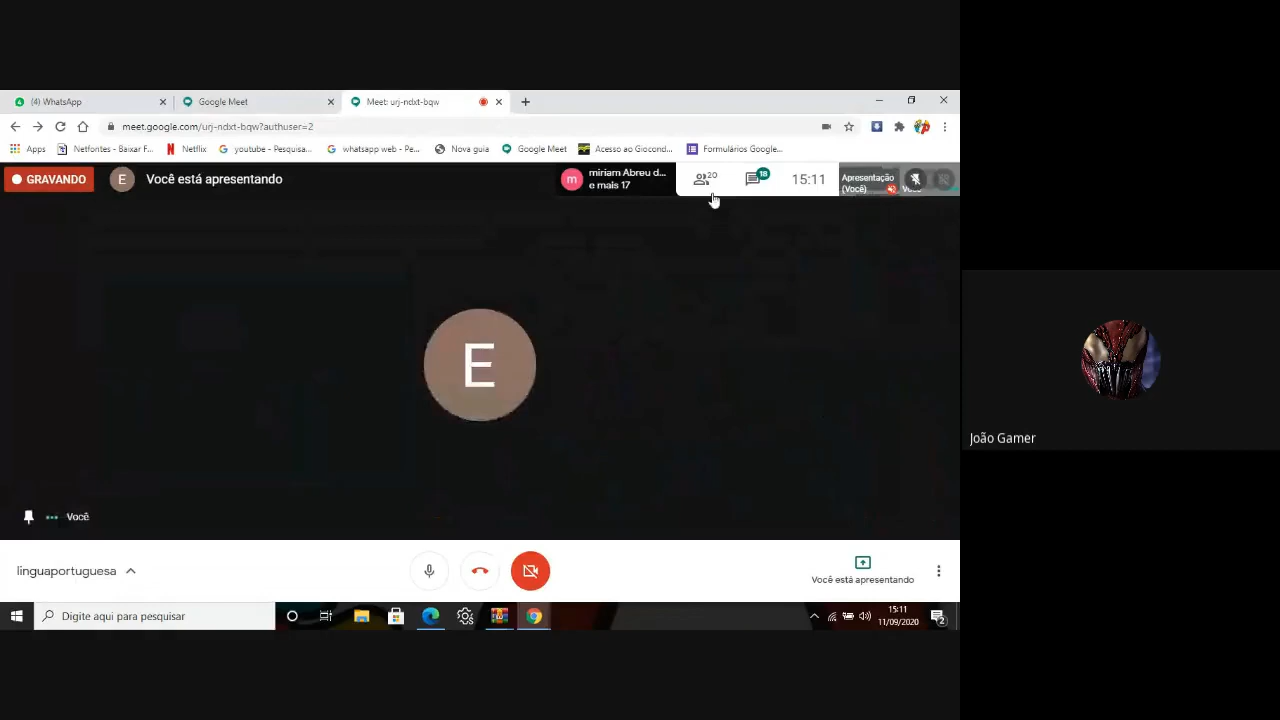 (4) WhatsApp
Google Meet
Meet: urj-ndxt-bqw
meet.google.com/urj-ndxt-bqw?authuser=2
Apps
Netfontes - Baixar F...
Netflix
youtube - Pesquisa...
whatsapp web - Pe...
Nova guia
Google Meet
Acesso ao Giocond...
Formulários Google...
GRAVANDO
E
Você está apresentando
m
miriam Abreu d...
e mais 17
20
18
15:11
Apresentação
(Você)
E
Você
João Gamer
linguaportuguesa
Você está apresentando
Digite aqui para pesquisar
15:11
11/09/2020
2